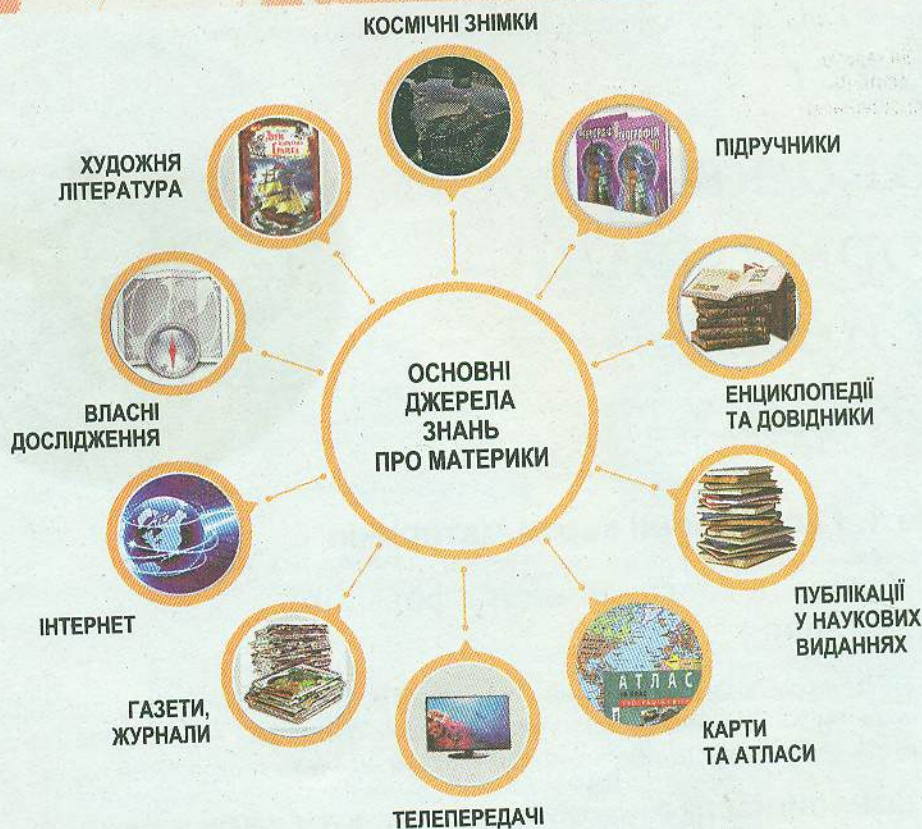 КОСМІЧНІ ЗНІМКИ
ПІДРУЧНИКИ
ЕНЦИКЛОПЕДІЇ
ТА ДОВІДНИКИ
ПУБЛІКАЦІЇ
У НАУКОВИХ
ВИДАННЯХ
АТЛАС
КАРТИ
ТА АТЛАСИ
ТЕЛЕПЕРЕДАЧІ
ГАЗЕТИ,
ЖУРНАЛИ
ІНТЕРНЕТ
ВЛАСНІ
ДОСЛІДЖЕННЯ
ХУДОЖНЯ
ЛІТЕРАТУРА
ОСНОВНІ
ДЖЕРЕЛА
ЗНАНЬ
ПРО МАТЕРИКИ